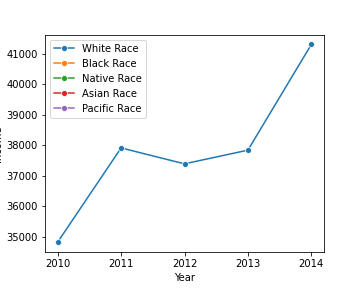 White Race
Black Race
Native Race
Asian Race
Pacific Race
41000
40000
39000
38000
37000
36000
35000
2010 2011 2012 2013 2014
Year